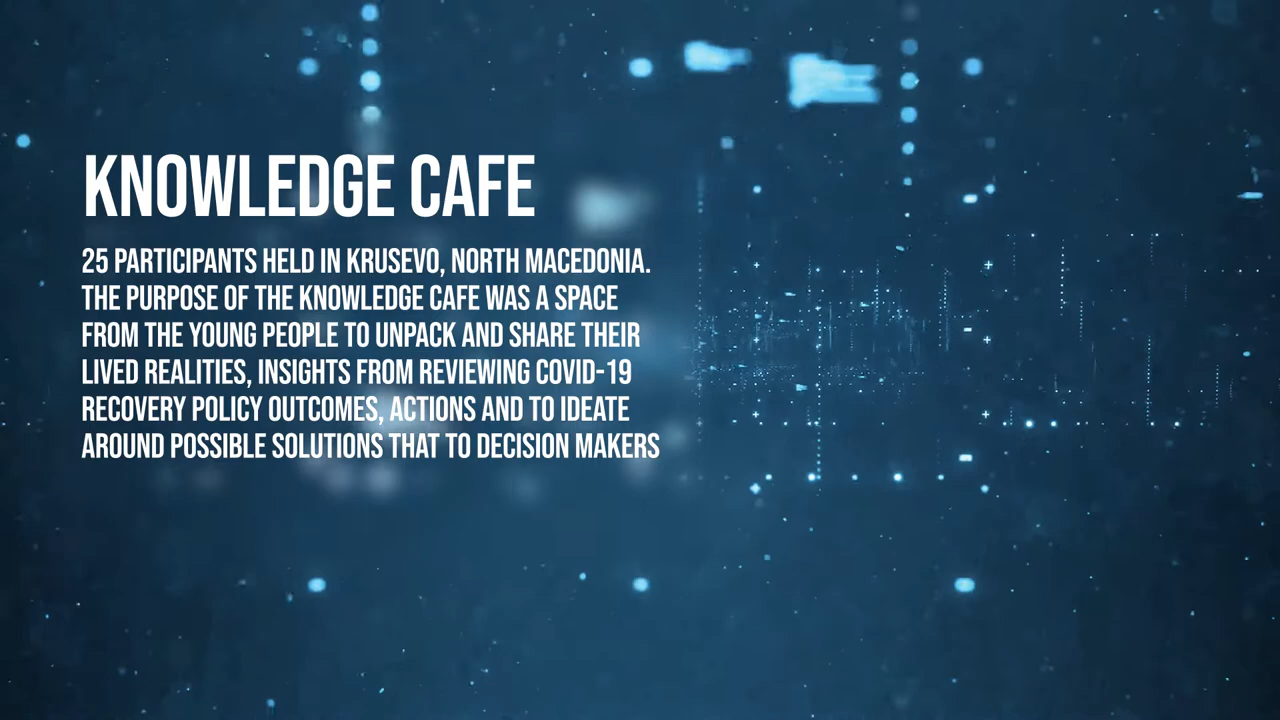 KNOWLEDGE CAFE
25 PARTICIPANTS HELD IN KRUSEVO, NORTH MACEDONIA.
THE PURPOSE OF THE KNOWLEDGE CAFE WAS A SPACE
FROM THE YOUNG PEOPLE TO UNPACK AND SHARE THEIR
LIVED REALITIES, INSIGHTS FROM REVIEWING COVID-19
RECOVERY POLICY OUTCOMES, ACTIONS AND TO IDEATE
AROUND POSSIBLE SOLUTIONS THAT TO DECISION MAKERS